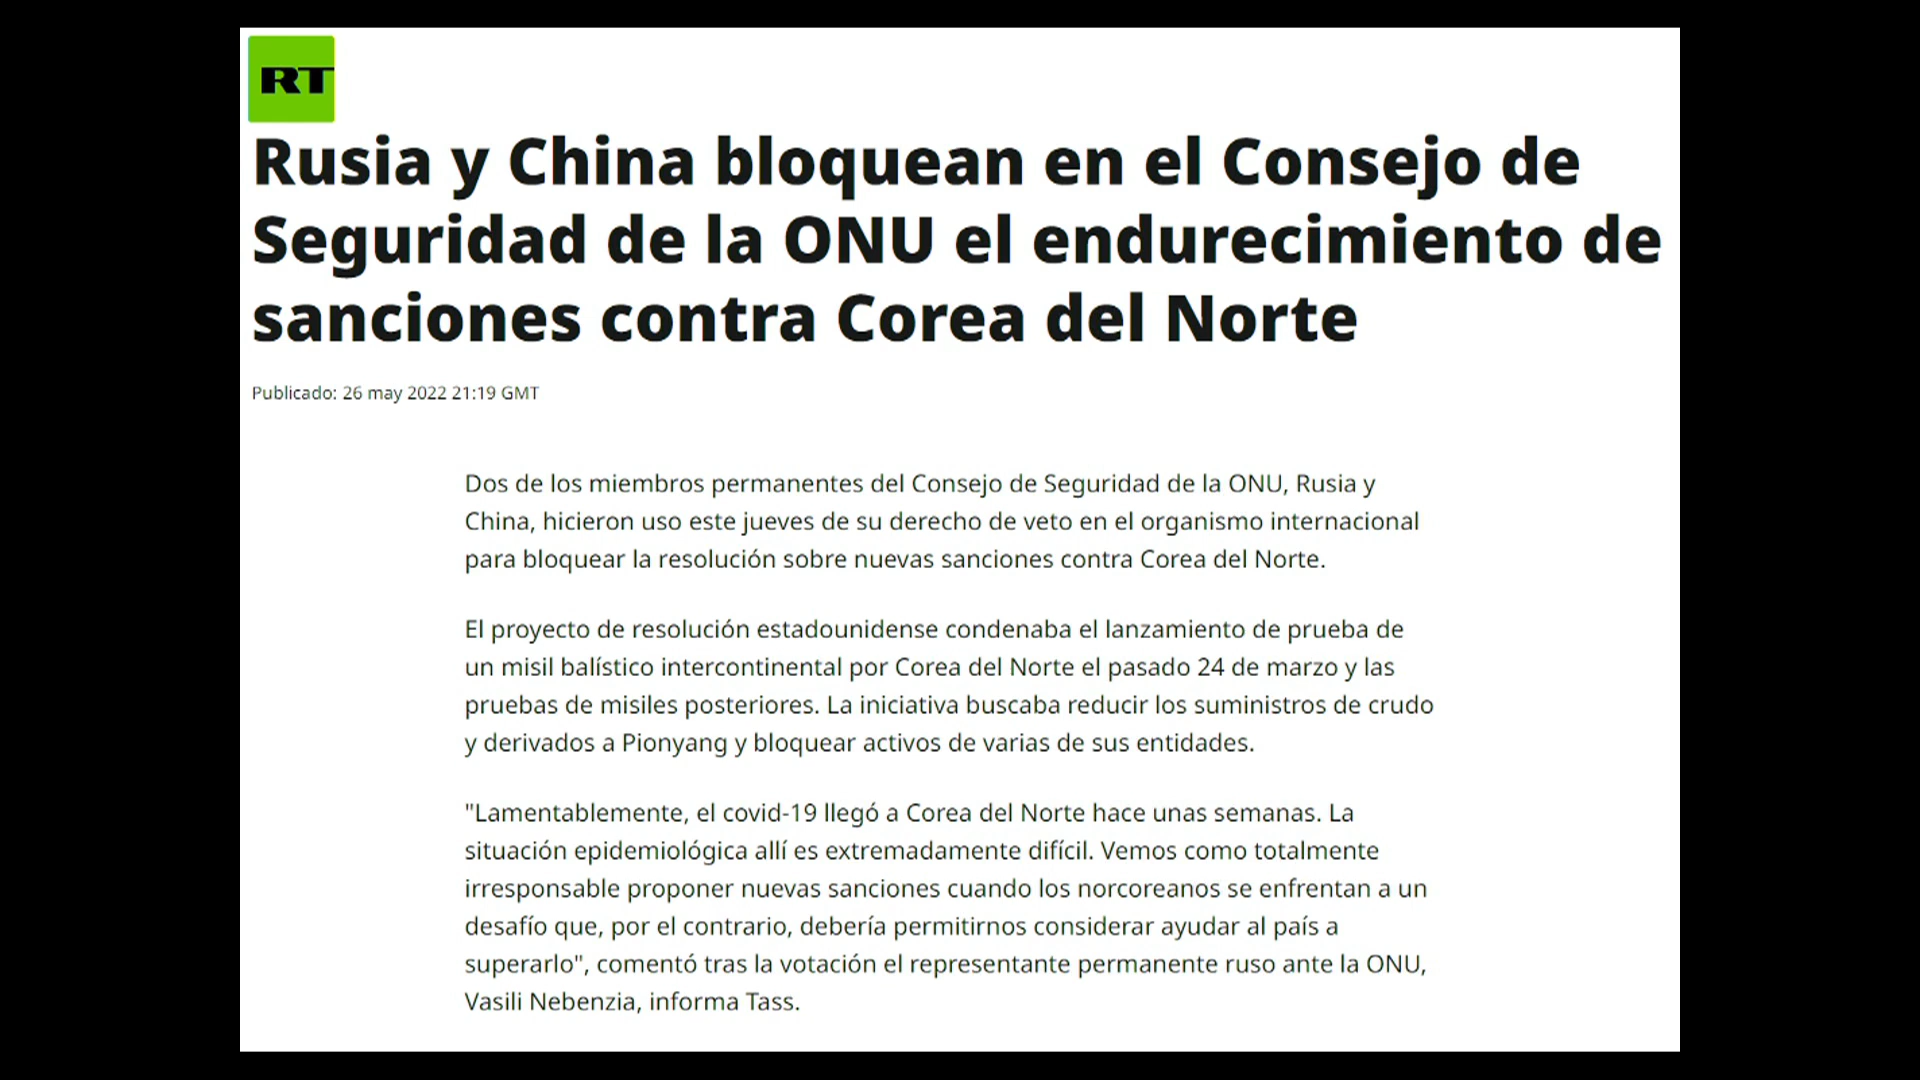 RT
Rusia y China bloquean en el Consejo de
Seguridad de la ONU el endurecimiento de
sanciones contra Corea del Norte
Publicado: 26 may 2022 21:19 GMT
Dos de los miembros permanentes del Consejo de Seguridad de la ONU, Rusia y
China, hicieron uso este jueves de su derecho de veto en el organismo internacional
para bloquear la resolución sobre nuevas sanciones contra Corea del Norte.
El proyecto de resolución estadounidense condenaba el lanzamiento de prueba de
un misil balístico intercontinental por Corea del Norte el pasado 24 de marzo y las
pruebas de misiles posteriores. La iniciativa buscaba reducir los suministros de crudo
y derivados a Pionyang y bloquear activos de varias de sus entidades.
"Lamentablemente, el covid-19 llegó a Corea del Norte hace unas semanas. La
situación epidemiológica allí es extremadamente difícil. Vemos como totalmente
irresponsable proponer nuevas sanciones cuando los norcoreanos se enfrentan a un
desafío que, por el contrario, debería permitirnos considerar ayudar al país a
superarlo", comentó tras la votación el representante permanente ruso ante la ONU,
Vasili Nebenzia, informa Tass.